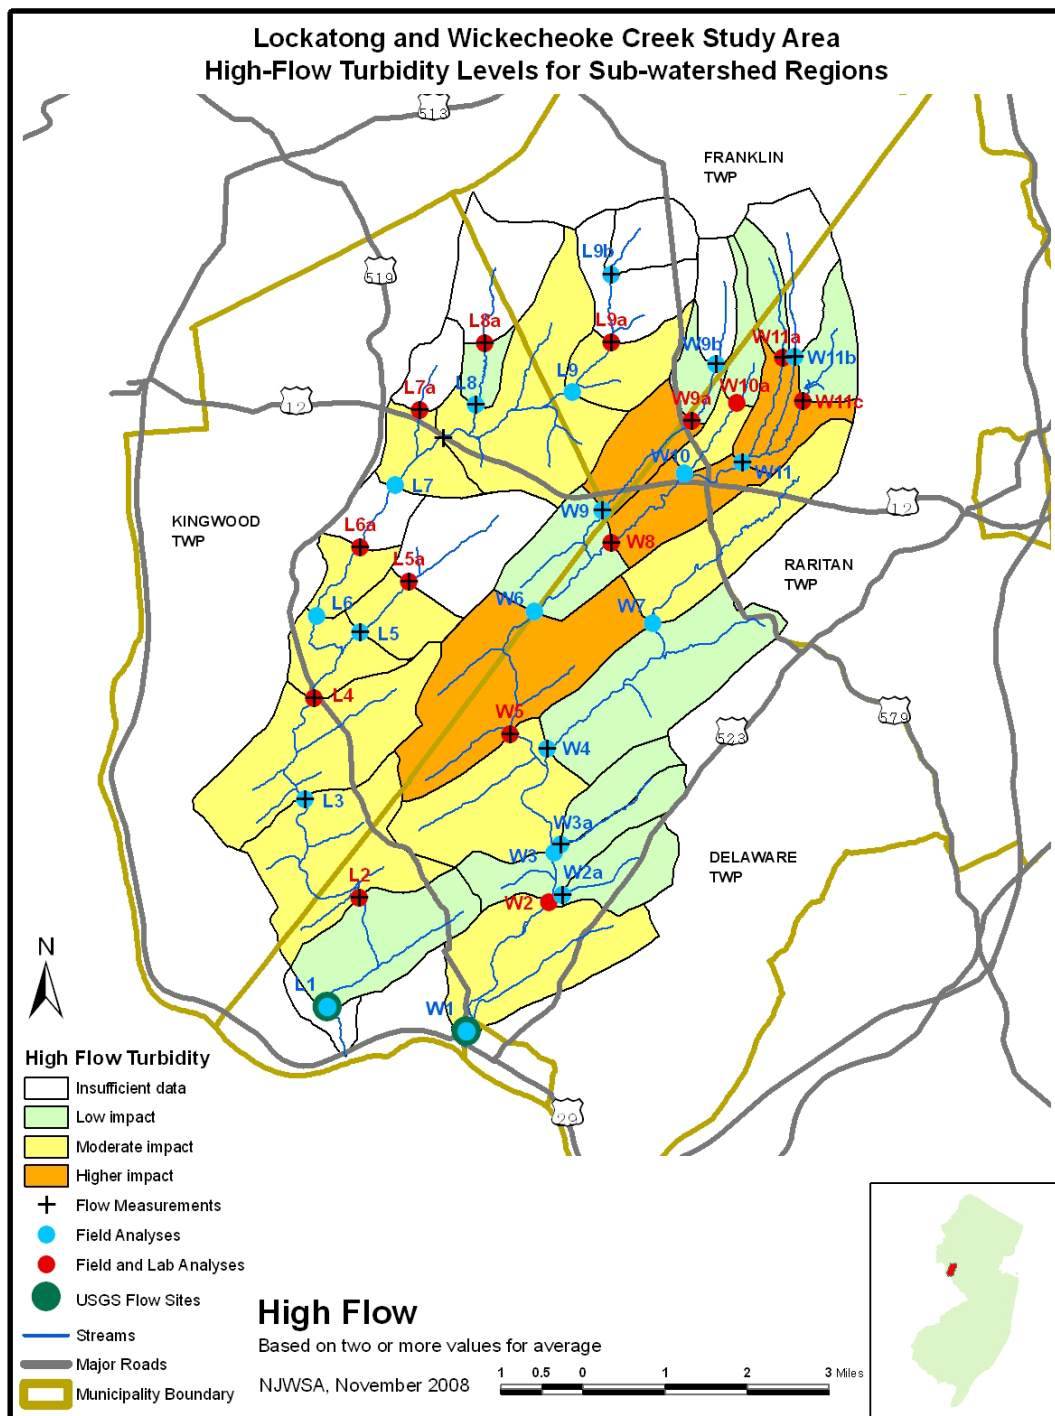 Lockatong and Wickecheoke Creek Study Area
High-Flow Turbidity Levels for Sub-watershed Regions
513
FRANKLIN
TWP
L9b
519
L8a
L9a
W9b
W11a
W11b
L7a
L8
L9
W10a
W11c
12
W9a
W10
W11
L7
W9
12
KINGWOOD
TWP
L6a
W8
L5a
RARITAN
TWP
L6
L5
W6
W7
L4
W5
579
523
W4
L3
W3a
W3
DELAWARE
TWP
L2
W2a
W2
N
L1
W1
29
High Flow Turbidity
Insufficient data
Low impact
Moderate impact
Higher impact
Flow Measurements
Field Analyses
Field and Lab Analyses
USGS Flow Sites
Streams
Major Roads
Municipality Boundary
High Flow
Based on two or more values for average
NJWSA, November 2008
1 0.5 0 1 2 3 Miles